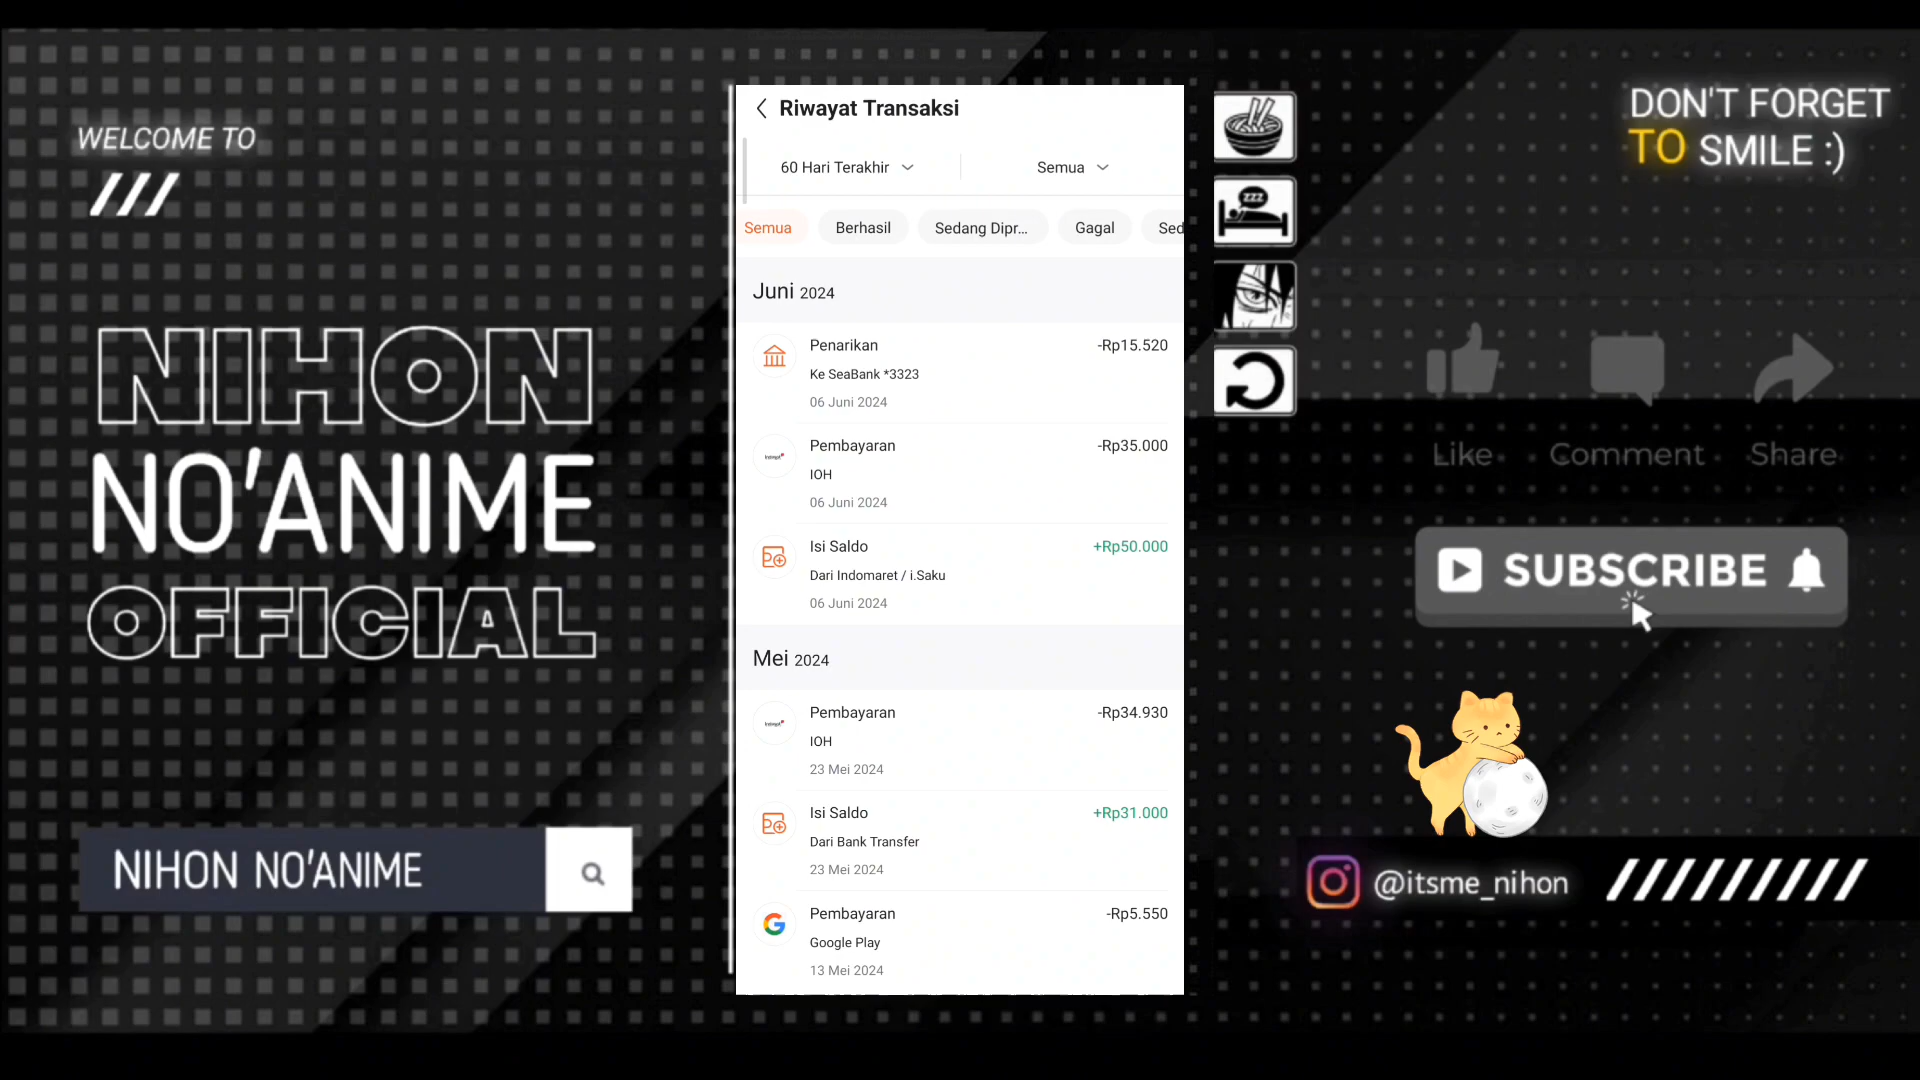 WELCOME TO
NIHON
NO'ANIME
OFFICIAL
NIHON NO'ANIME
Riwayat Transaksi
60 Hari Terakhir
Semua
Semua
Berhasil
Sedang Dipr...
Gagal
Sed
Juni 2024
Penarikan
-Rp15.520
Ke SeaBank *3323
06 Juni 2024
Pembayaran
-Rp35.000
IOH
06 Juni 2024
Isi Saldo
+Rp50.000
Dari Indomaret / i.Saku
06 Juni 2024
Mei 2024
Pembayaran
-Rp34.930
IOH
23 Mei 2024
Isi Saldo
+Rp31.000
Dari Bank Transfer
23 Mei 2024
Pembayaran
-Rp5.550
Google Play
13 Mei 2024
zzz
DON'T FORGET
TO SMILE :)
Like
Comment
Share
SUBSCRIBE
@itsme_nihon